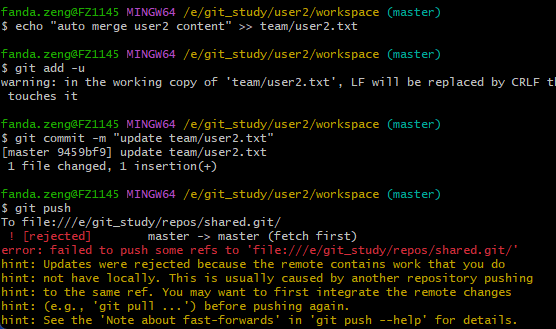 fanda.zeng@FZ1145 MINGW64 /e/git_study/user2/workspace (master)
$ echo "auto merge user2 content" >> team/user2.txt
fanda.zeng@FZ1145 MINGW64 /e/git_study/user2/workspace (master)
$ git add -u
warning: in the working copy of 'team/user2.txt', LF will be replaced by CRLF th
touches it
fanda.zeng@FZ1145 MINGW64 /e/git_study/user2/workspace (master)
$ git commit -m "update team/user2.txt"
[master 9459bf9] update team/user2.txt
1 file changed, 1 insertion(+)
fanda.zeng@FZ1145 MINGW64 /e/git_study/user2/workspace (master)
$ git push
To file:///e/git_study/repos/shared.git/
! [rejected] master -> master (fetch first)
error: failed to push some refs to 'file:///e/git_study/repos/shared.git/'
hint: Updates were rejected because the remote contains work that you do
hint: not have locally. This is usually caused by another repository pushing
hint: to the same ref. You may want to first integrate the remote changes
hint: (e.g., 'git pull ...') before pushing again.
hint: See the 'Note about fast-forwards' in 'git push --help' for details.